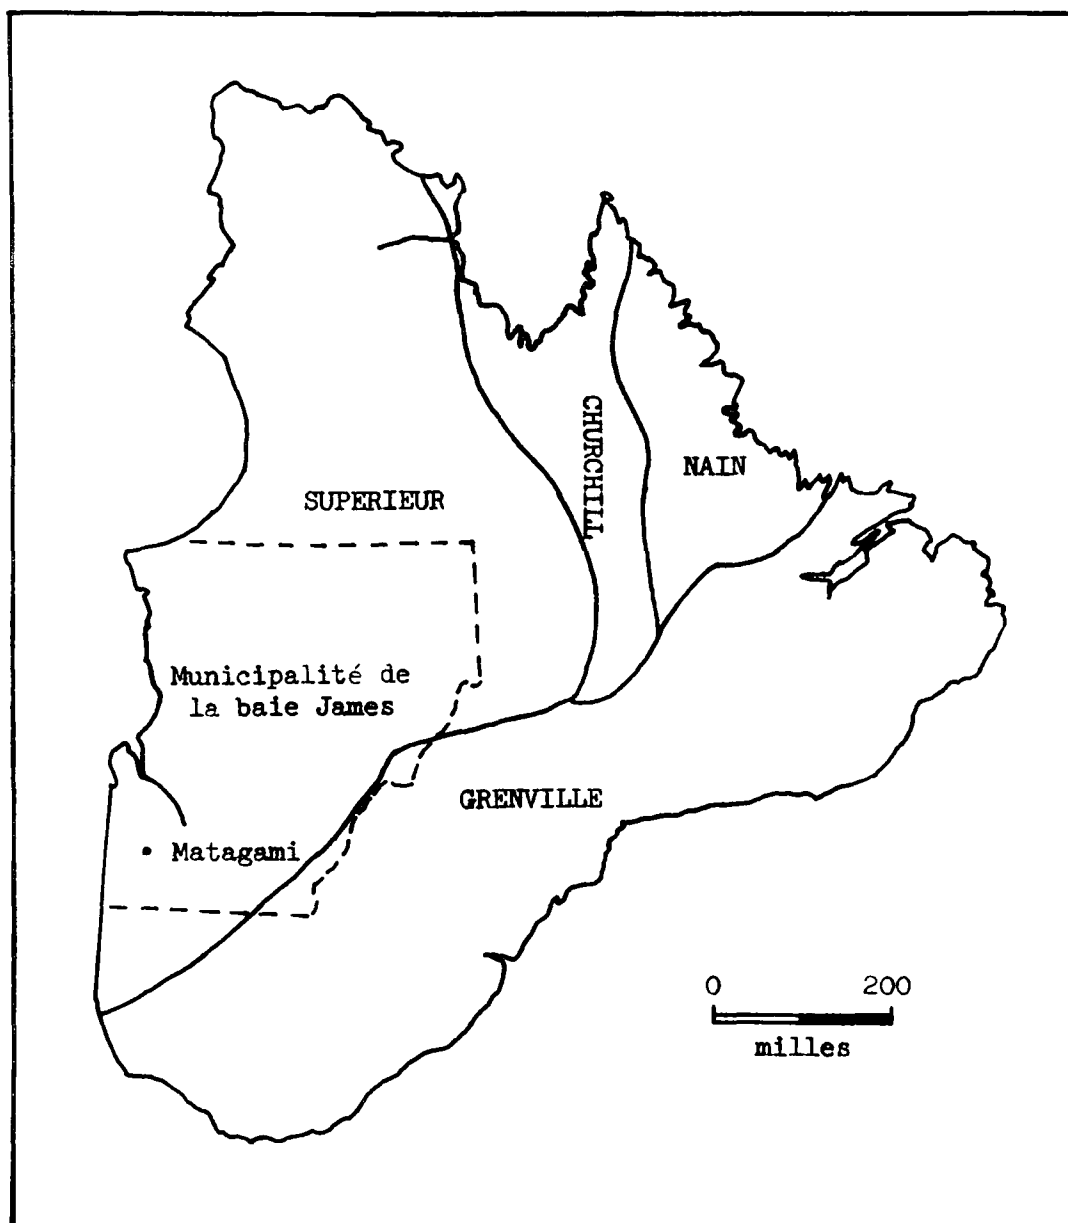 CHURCHILL
NAIN
SUPERIEUR
Municipalité de
la baie James
GRENVILLE
• Matagami
0 200
milles